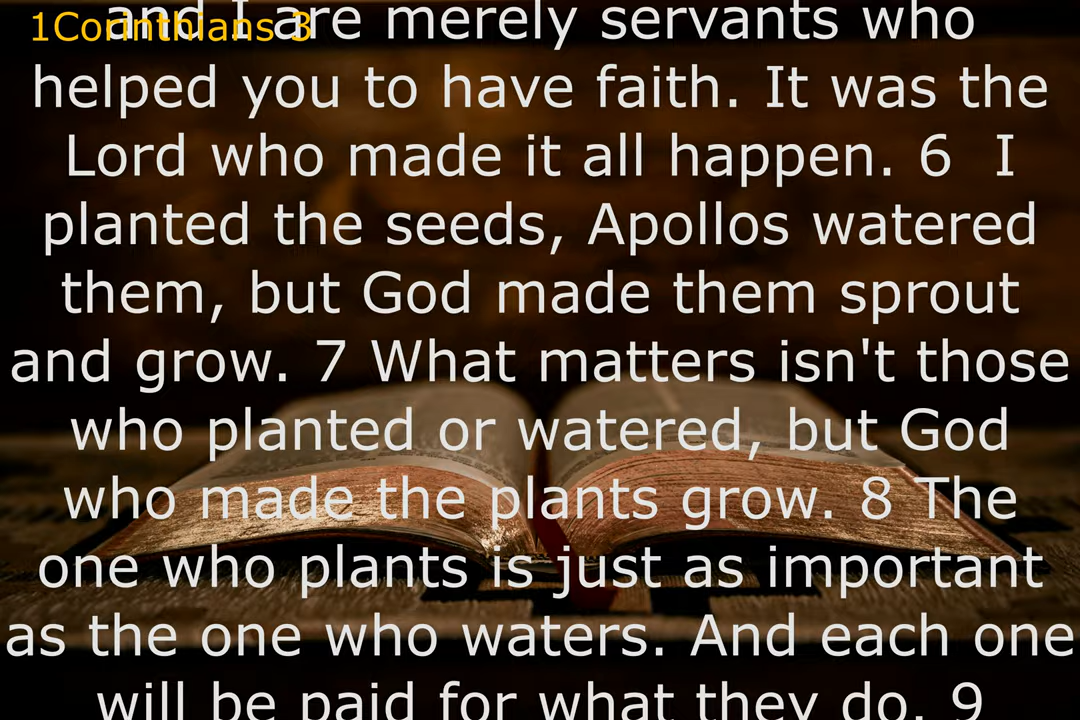 1Corinthians 3
and I are merely servants who
helped you to have faith. It was the
Lord who made it all happen. 6  I
planted the seeds, Apollos watered
them, but God made them sprout
and grow. 7 What matters isn't those
who planted or watered, but God
who made the plants grow. 8 The
one who plants is just as important
as the one who waters. And each one
will be paid for what they do. 9